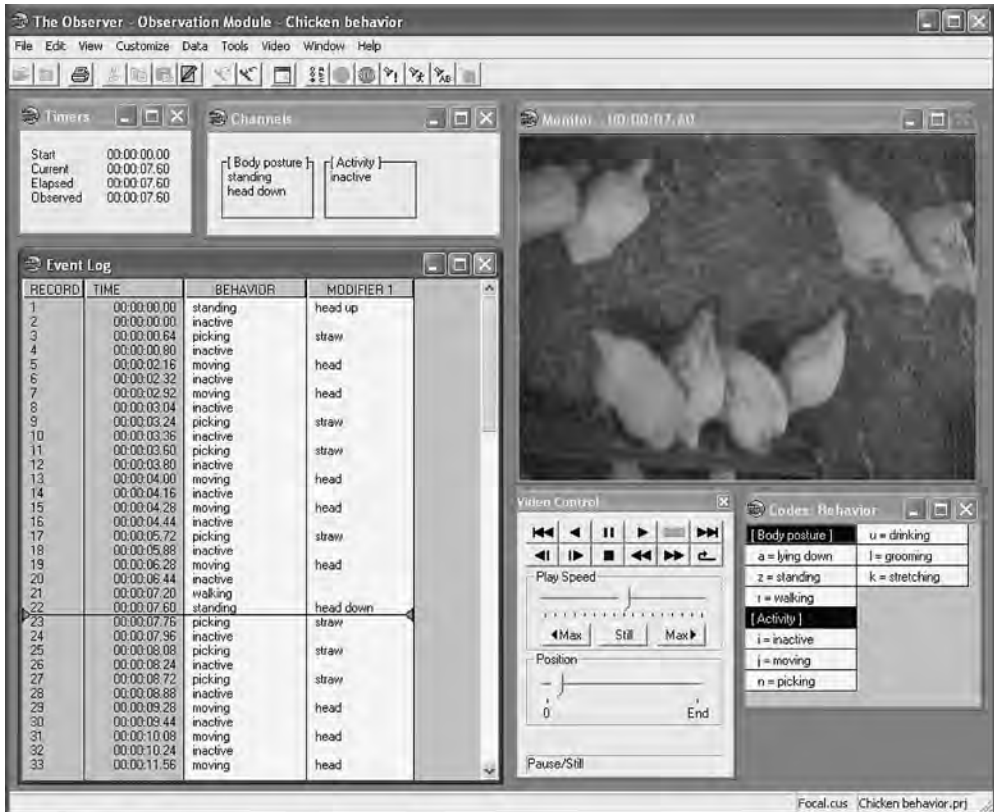 The Observer - Observation Module - Chicken behavior
File Edit View Customize Data Tools Video Window Help
Timers
Start 00:00:00.00
Current 00:00:07.60
Elapsed 00:00:07.60
Observed 00:00:07.60
Channels
[ Body posture ] [ Activity ]
standing inactive
head down
Monitor - 00:00:07.60
Event Log
RECORD TIME BEHAVIOR MODIFIER 1
1 00:00:00.00 standing head up
2 00:00:00.00 inactive
3 00:00:00.64 picking straw
4 00:00:00.80 inactive
5 00:00:02.16 moving head
6 00:00:02.32 inactive
7 00:00:02.92 moving head
8 00:00:03.04 inactive
9 00:00:03.24 picking straw
10 00:00:03.36 inactive
11 00:00:03.60 picking straw
12 00:00:03.80 inactive
13 00:00:04.00 moving head
14 00:00:04.16 inactive
15 00:00:04.28 moving head
16 00:00:04.44 inactive
17 00:00:05.72 picking straw
18 00:00:05.88 inactive
19 00:00:06.28 moving head
20 00:00:06.44 inactive
21 00:00:07.20 walking
22 00:00:07.60 standing head down
23 00:00:07.76 picking straw
24 00:00:07.96 inactive
25 00:00:08.08 picking straw
26 00:00:08.24 inactive
27 00:00:08.72 picking straw
28 00:00:08.88 inactive
29 00:00:09.28 moving head
30 00:00:09.44 inactive
31 00:00:10.08 moving head
32 00:00:10.24 inactive
33 00:00:11.56 moving head
Video Control
Play Speed
Max Still Max
Position
0 End
Pause/Still
Codes: Behavior
[ Body posture ] u = drinking
a = lying down l = grooming
z = standing k = stretching
r = walking
[ Activity ]
i = inactive
j = moving
n = picking
Focal.cus Chicken behavior.prj